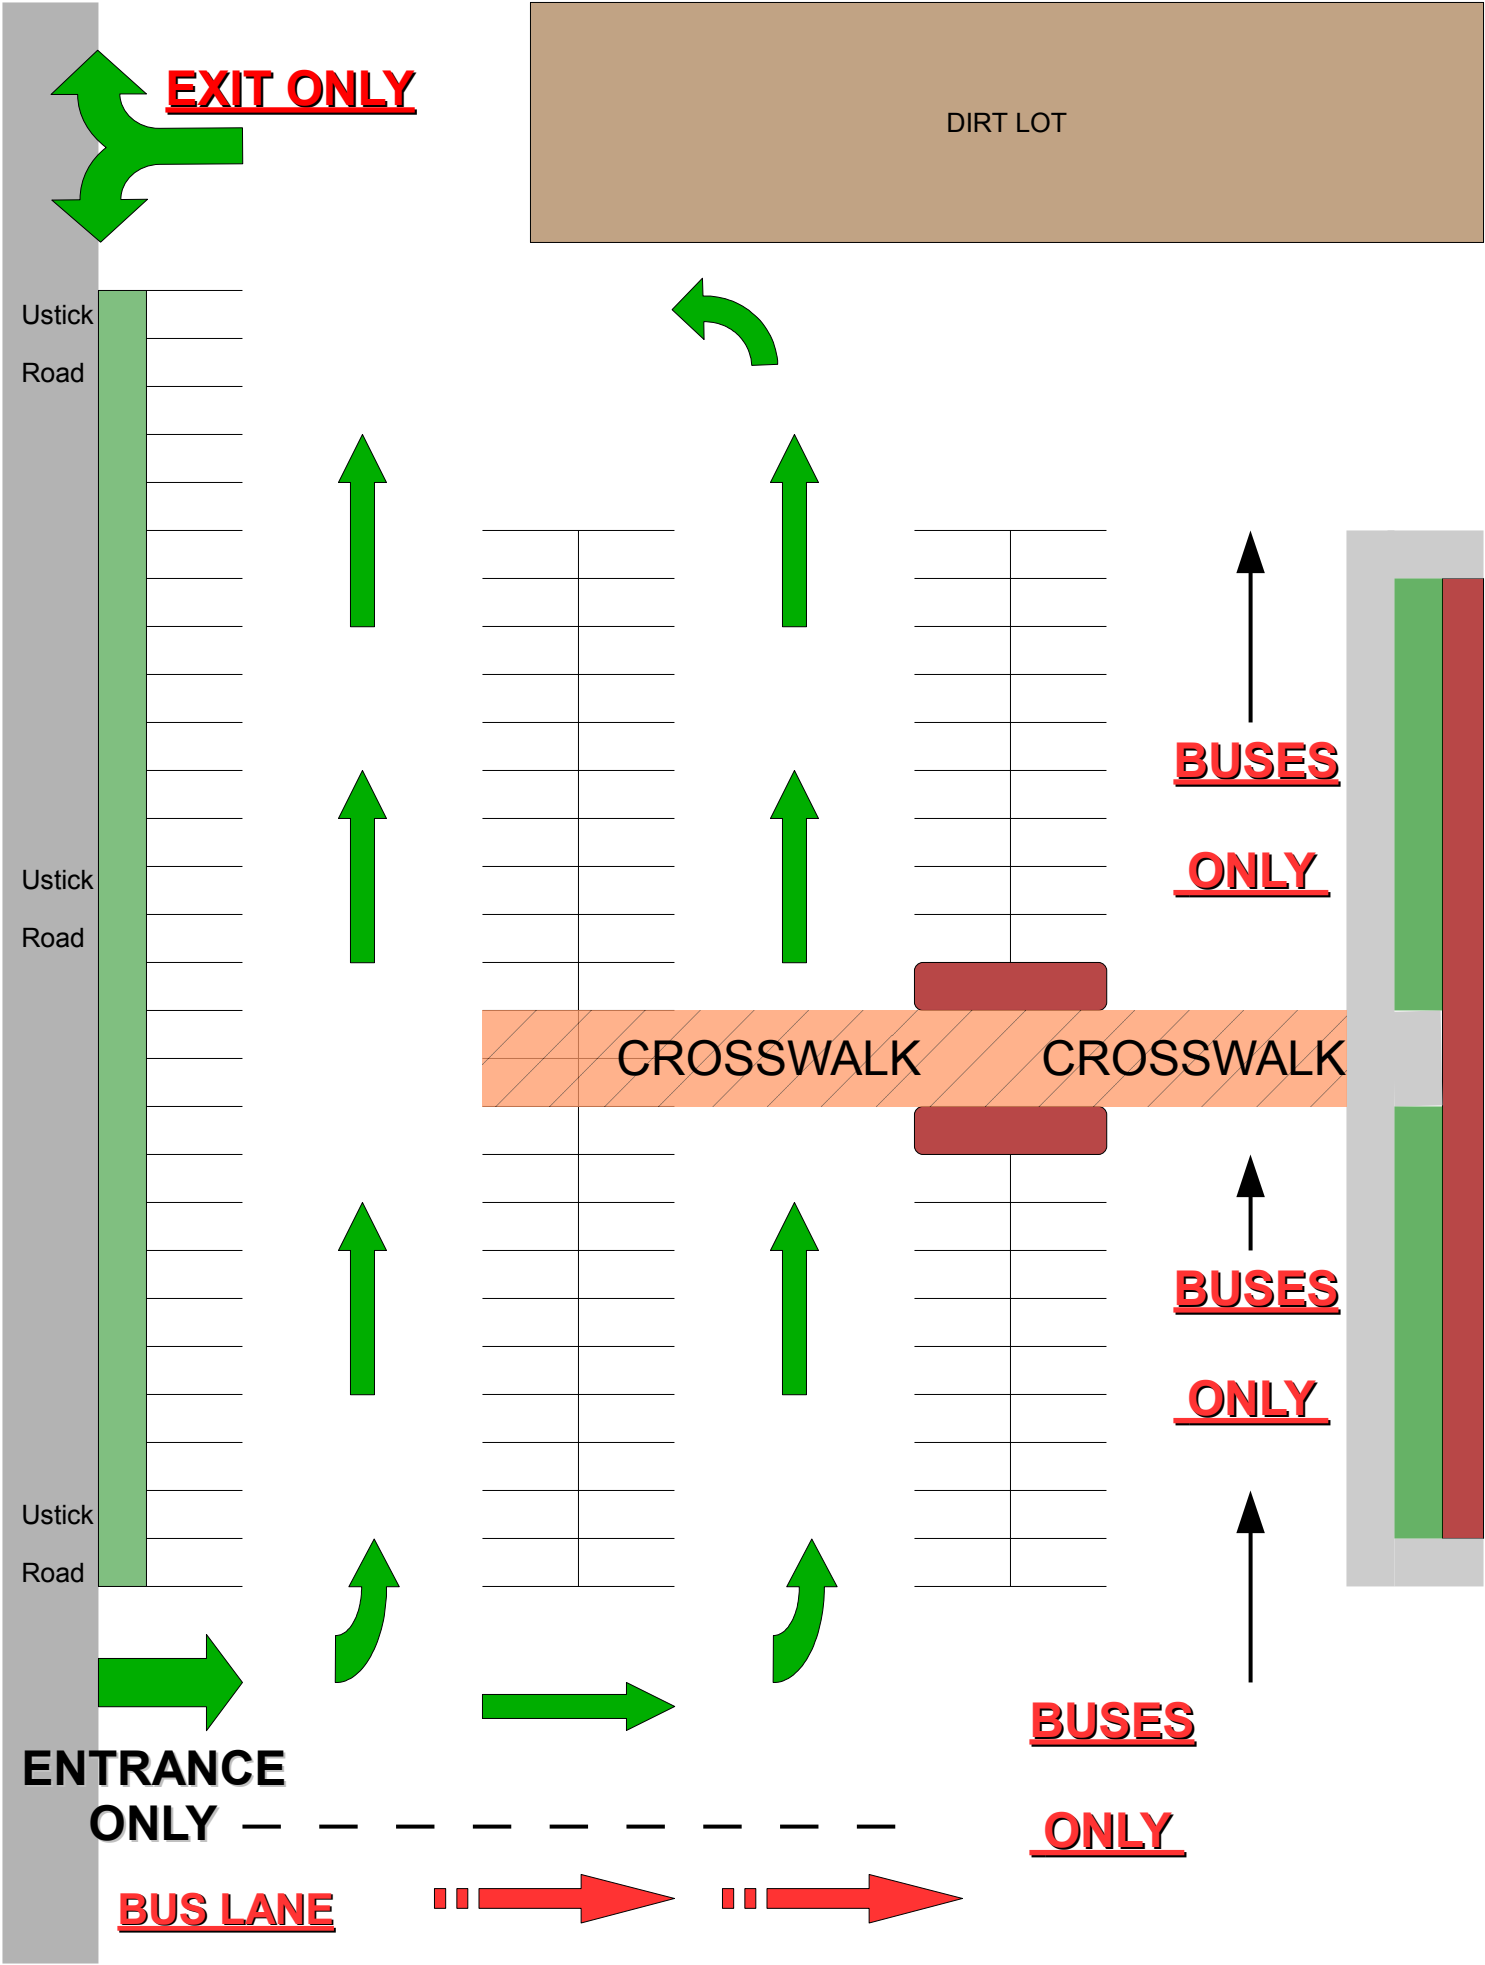 EXIT ONLY
DIRT LOT
Ustick
Road
BUSES
ONLY
Ustick
Road
CROSSWALK CROSSWALK
BUSES
ONLY
Ustick
Road
BUSES
ENTRANCE
ONLY
ONLY
BUS LANE